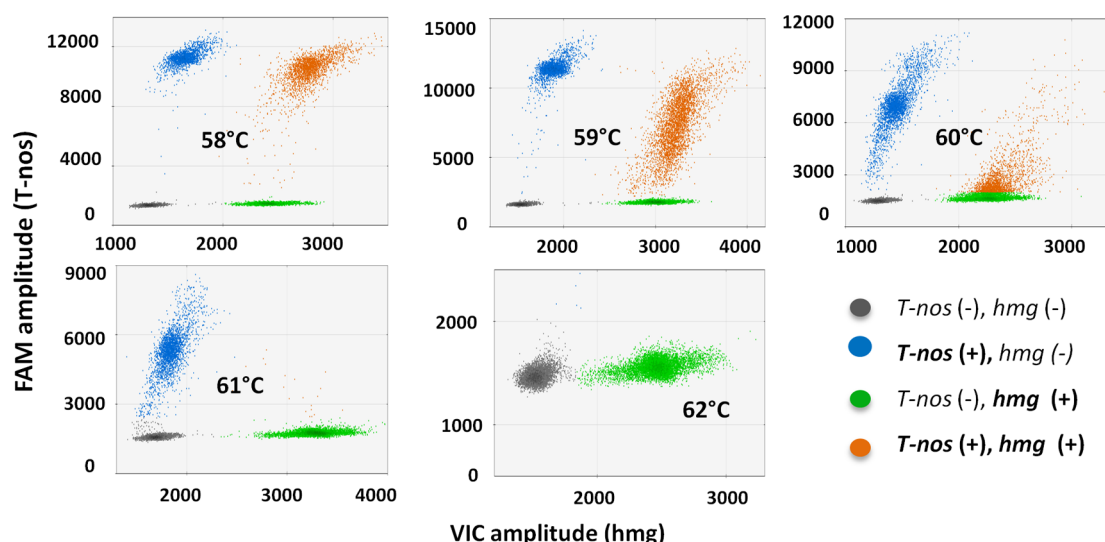 FAM amplitude (T-nos)
12000
8000
4000
0
1000 2000 3000
58°C
15000
10000
5000
0
2000 3000 4000
59°C
12000
9000
6000
3000
0
1000 2000 3000
60°C
9000
6000
3000
0
2000 3000 4000
61°C
2000
1000
0
2000 3000
62°C
T-nos (-), hmg (-)
T-nos (+), hmg (-)
T-nos (-), hmg (+)
T-nos (+), hmg (+)
VIC amplitude (hmg)